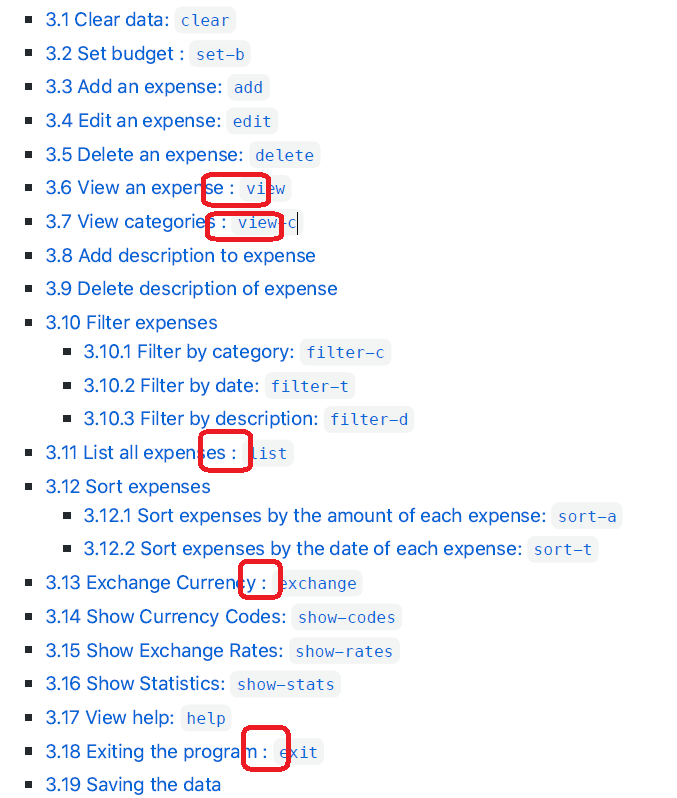 3.1 Clear data: clear
3.2 Set budget : set-b
3.3 Add an expense: add
3.4 Edit an expense: edit
3.5 Delete an expense: delete
3.6 View an expense : view
3.7 View categories : view-c
3.8 Add description to expense
3.9 Delete description of expense
3.10 Filter expenses
3.10.1 Filter by category: filter-c
3.10.2 Filter by date: filter-t
3.10.3 Filter by description: filter-d
3.11 List all expenses : list
3.12 Sort expenses
3.12.1 Sort expenses by the amount of each expense: sort-a
3.12.2 Sort expenses by the date of each expense: sort-t
3.13 Exchange Currency : exchange
3.14 Show Currency Codes: show-codes
3.15 Show Exchange Rates: show-rates
3.16 Show Statistics: show-stats
3.17 View help: help
3.18 Exiting the program : exit
3.19 Saving the data